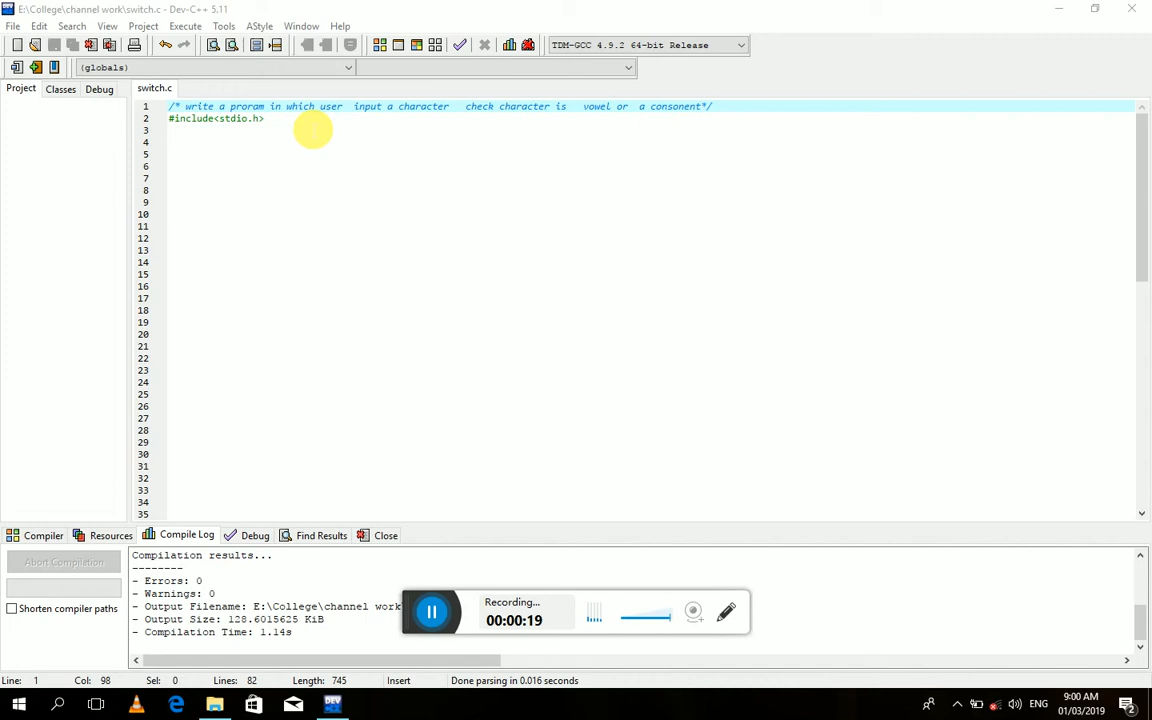 E:\College\channel work\switch.c - Dev-C++ 5.11
File Edit Search View Project Execute Tools AStyle Window Help
TDM-GCC 4.9.2 64-bit Release
(globals)
Project Classes Debug
switch.c
1 /* write a proram in which user input a character check character is vowel or a consonent*/
2 #include<stdio.h>
3
4
5
6
7
8
9
10
11
12
13
14
15
16
17
18
19
20
21
22
23
24
25
26
27
28
29
30
31
32
33
34
35
Compiler Resources Compile Log Debug Find Results Close
Abort Compilation
Shorten compiler paths
Compilation results...
--------
- Errors: 0
- Warnings: 0
- Output Filename: E:\College\channel work
- Output Size: 128.6015625 KiB
- Compilation Time: 1.14s
Recording...
00:00:19
Line: 1 Col: 98 Sel: 0 Lines: 82 Length: 745 Insert Done parsing in 0.016 seconds
DEV
ENG
9:00 AM
01/03/2019
2